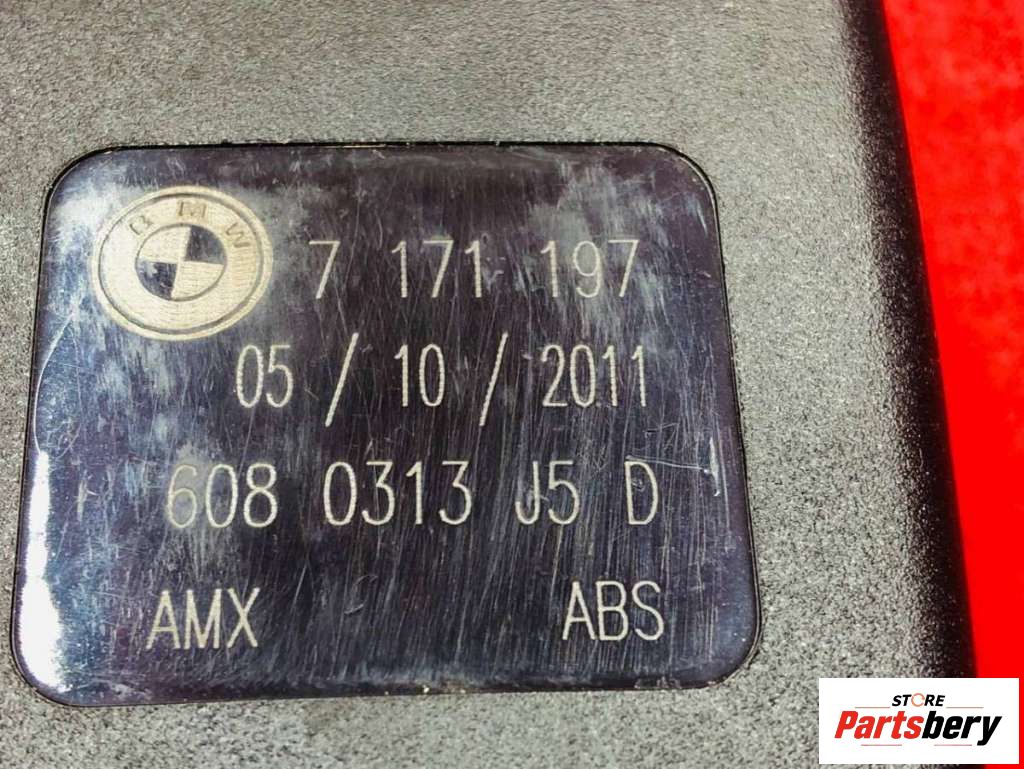 BMW 7 171 197
05 / 10 / 2011
608 0313 J5 D
AMX ABS
STORE
Partsbery